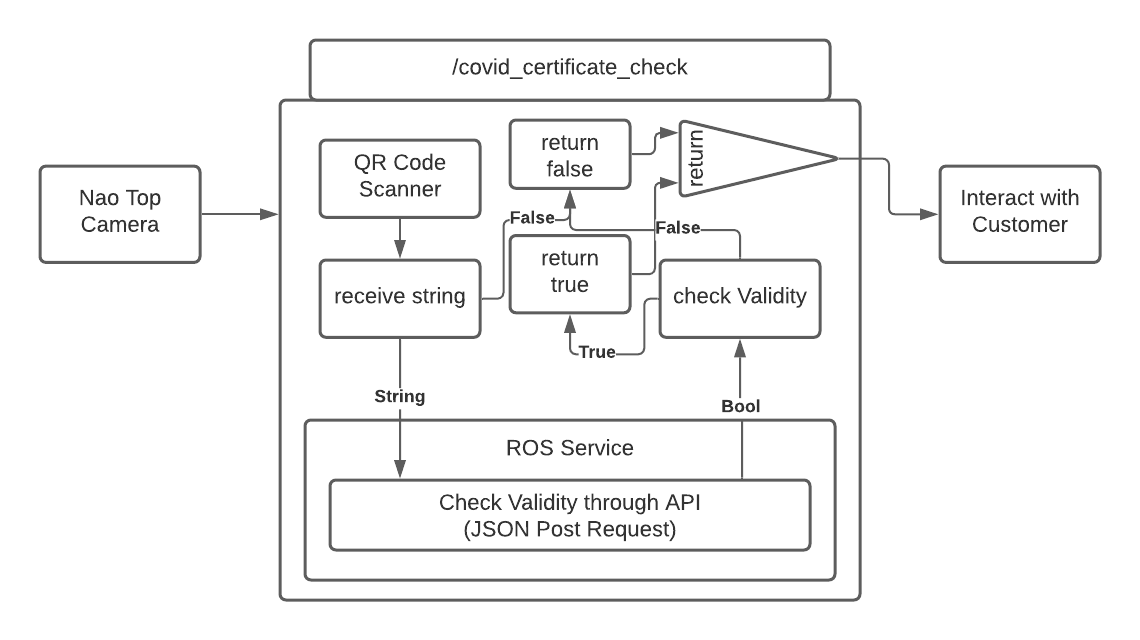 /covid_certificate_check
Nao Top
Camera
QR Code
Scanner
return
false
return
Interact with
Customer
False
False
receive string
return
true
check Validity
True
String
Bool
ROS Service
Check Validity through API
(JSON Post Request)